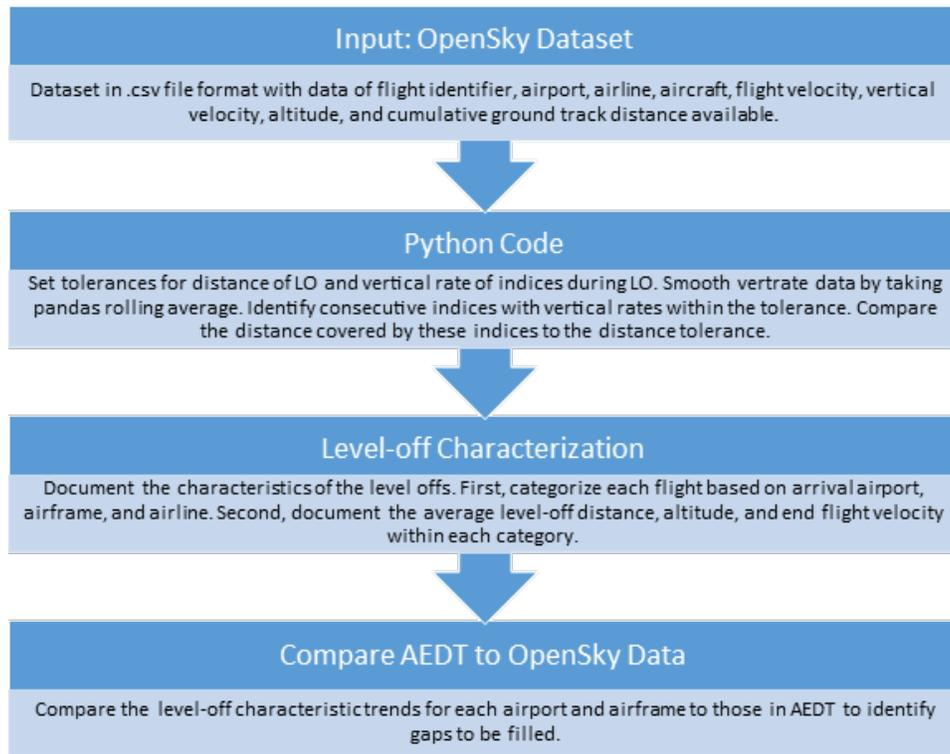 Input: OpenSky Dataset
Dataset in .csv file format with data of flight identifier, airport, airline, aircraft, flight velocity, vertical
velocity, altitude, and cumulative ground track distance available.
Python Code
Set tolerances for distance of LO and vertical rate of indices during LO. Smooth vertrate data by taking
pandas rolling average. Identify consecutive indices with vertical rates within the tolerance. Compare
the distance covered by these indices to the distance tolerance.
Level-off Characterization
Document the characteristics of the level offs. First, categorize each flight based on arrival airport,
airframe, and airline. Second, document the average level-off distance, altitude, and end flight velocity
within each category.
Compare AEDT to OpenSky Data
Compare the level-off characteristic trends for each airport and airframe to those in AEDT to identify
gaps to be filled.